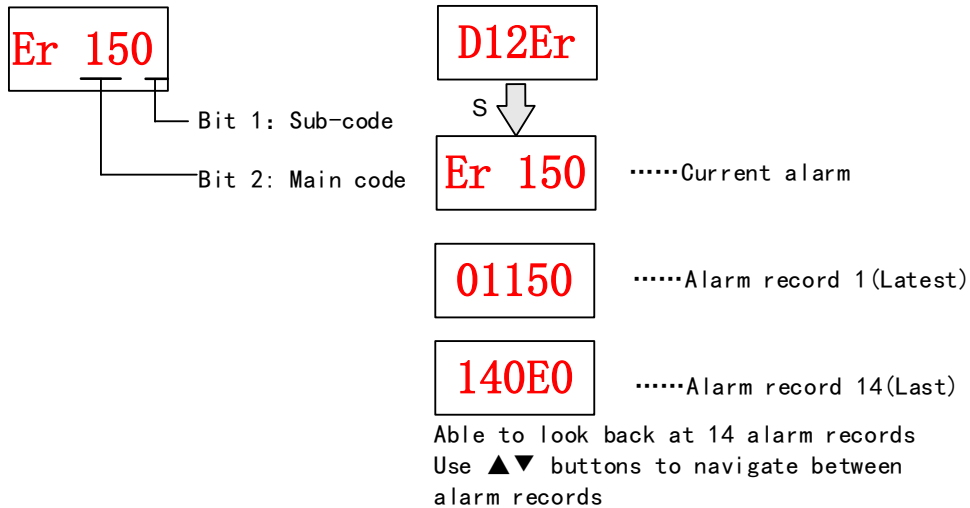 Er 150
Bit 1: Sub-code
Bit 2: Main code
D12Er
S
Er 150
······Current alarm
01150
······Alarm record 1(Latest)
140E0
······Alarm record 14(Last)
Able to look back at 14 alarm records
Use ▲▼ buttons to navigate between
alarm records